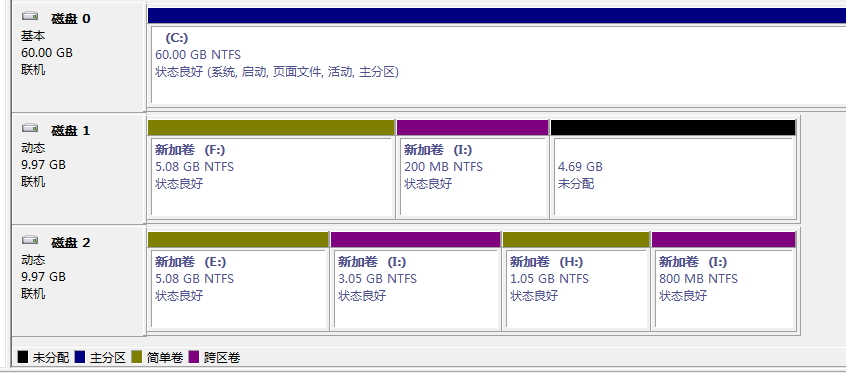 磁盘 0
基本
60.00 GB
联机
(C:)
60.00 GB NTFS
状态良好 (系统, 启动, 页面文件, 活动, 主分区)
磁盘 1
动态
9.97 GB
联机
新加卷 (F:)
5.08 GB NTFS
状态良好
新加卷 (I:)
200 MB NTFS
状态良好
4.69 GB
未分配
磁盘 2
动态
9.97 GB
联机
新加卷 (E:)
5.08 GB NTFS
状态良好
新加卷 (I:)
3.05 GB NTFS
状态良好
新加卷 (H:)
1.05 GB NTFS
状态良好
新加卷 (I:)
800 MB NTFS
状态良好
未分配 主分区 简单卷 跨区卷